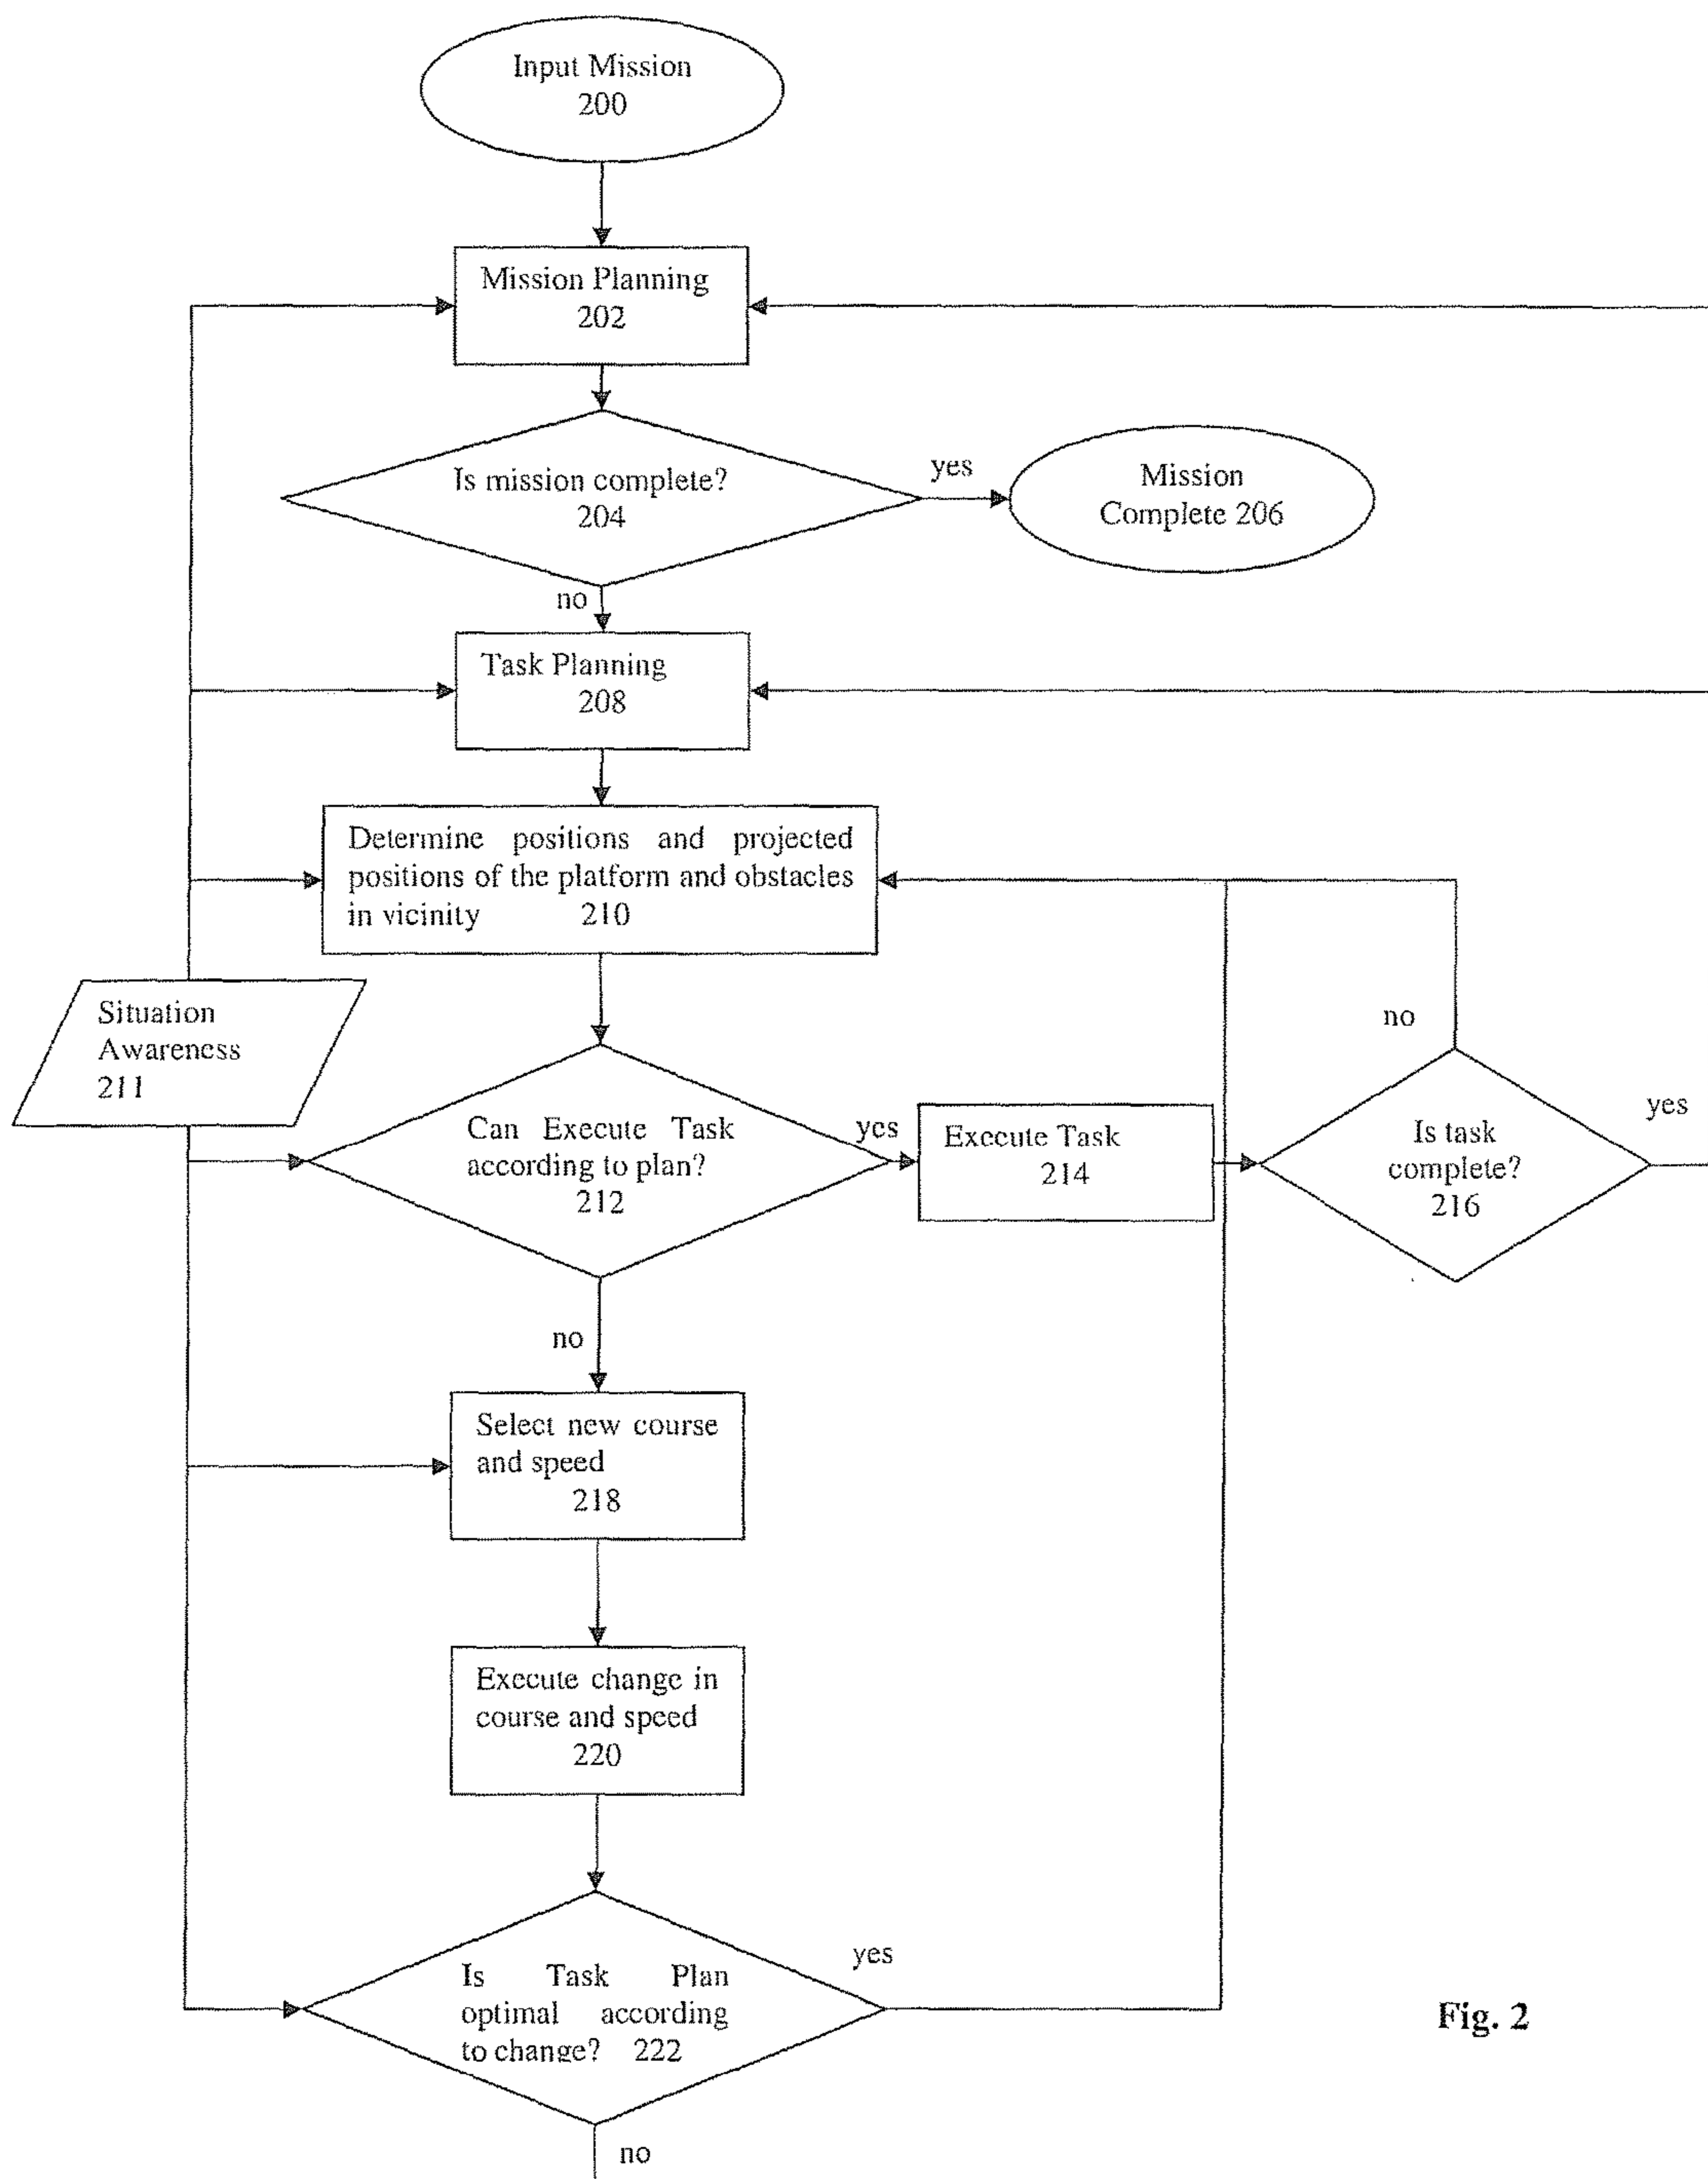 Input Mission
200
Mission Planning
202
Is mission complete?
204
yes
Mission
Complete 206
no
Task Planning
208
Determine positions and projected
positions of the platform and obstacles
in vicinity 210
Situation
Awareness
211
Can Execute Task
according to plan?
212
yes
Execute Task
214
no
Is task
complete?
216
yes
no
Select new course
and speed
218
Execute change in
course and speed
220
Is Task Plan
optimal according
to change? 222
yes
no
Fig. 2